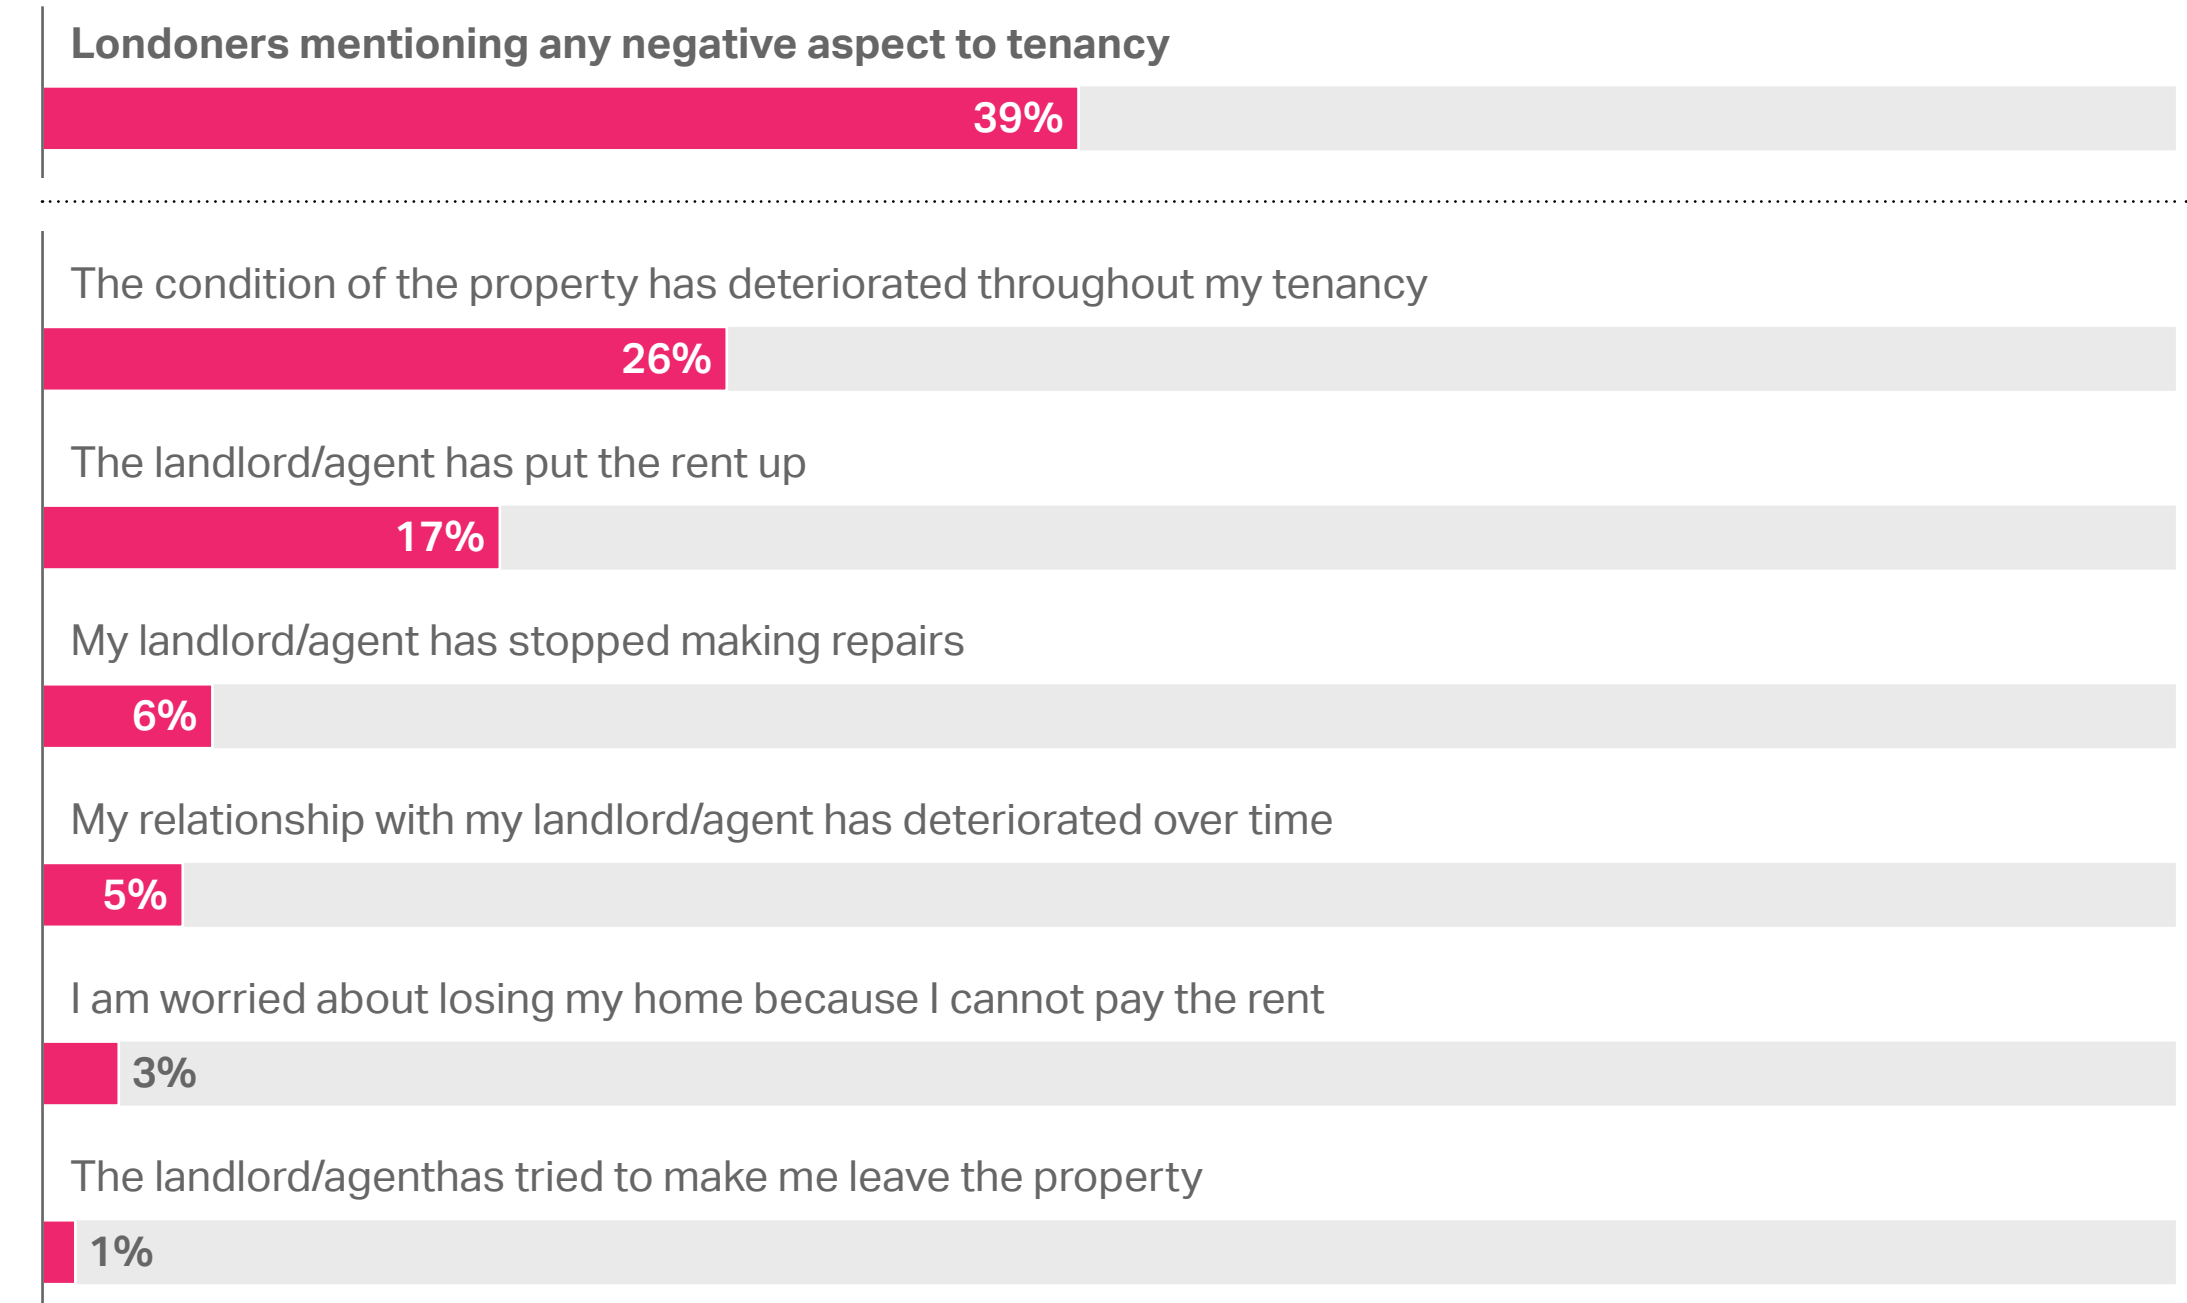 Londoners mentioning any negative aspect to tenancy
39%
The condition of the property has deteriorated throughout my tenancy
26%
The landlord/agent has put the rent up
17%
My landlord/agent has stopped making repairs
6%
My relationship with my landlord/agent has deteriorated over time
5%
I am worried about losing my home because I cannot pay the rent
3%
The landlord/agenthas tried to make me leave the property
1%